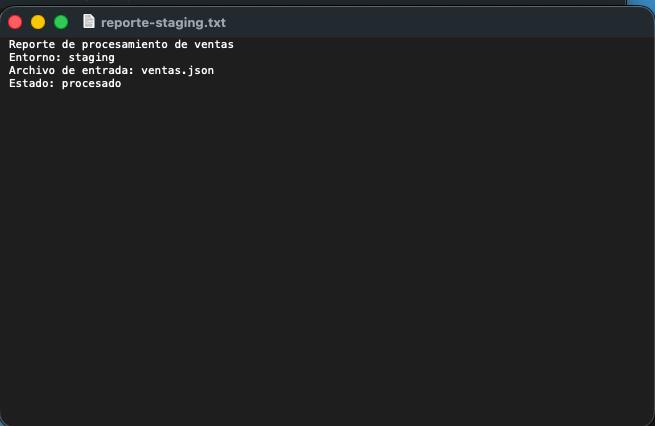 reporte-staging.txt
Reporte de procesamiento de ventas
Entorno: staging
Archivo de entrada: ventas.json
Estado: procesado